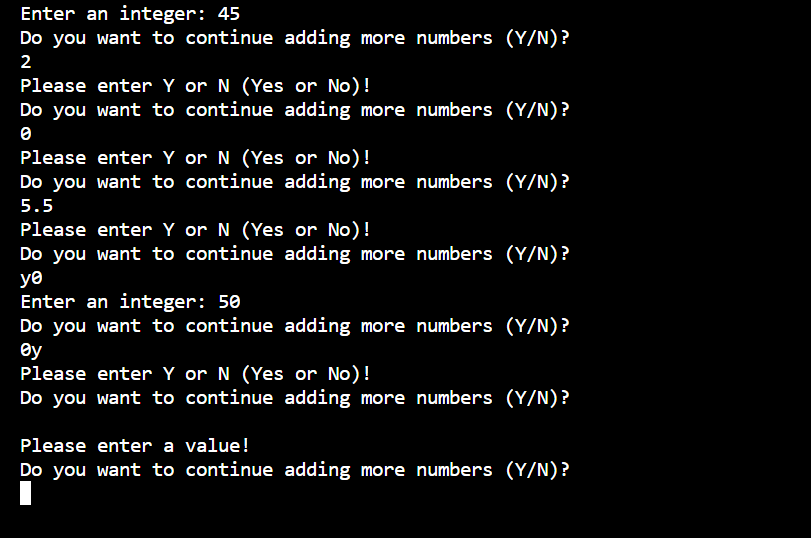 Enter an integer: 45
Do you want to continue adding more numbers (Y/N)?
2
Please enter Y or N (Yes or No)!
Do you want to continue adding more numbers (Y/N)?
0
Please enter Y or N (Yes or No)!
Do you want to continue adding more numbers (Y/N)?
5.5
Please enter Y or N (Yes or No)!
Do you want to continue adding more numbers (Y/N)?
y0
Enter an integer: 50
Do you want to continue adding more numbers (Y/N)?
0y
Please enter Y or N (Yes or No)!
Do you want to continue adding more numbers (Y/N)?
Please enter a value!
Do you want to continue adding more numbers (Y/N)?